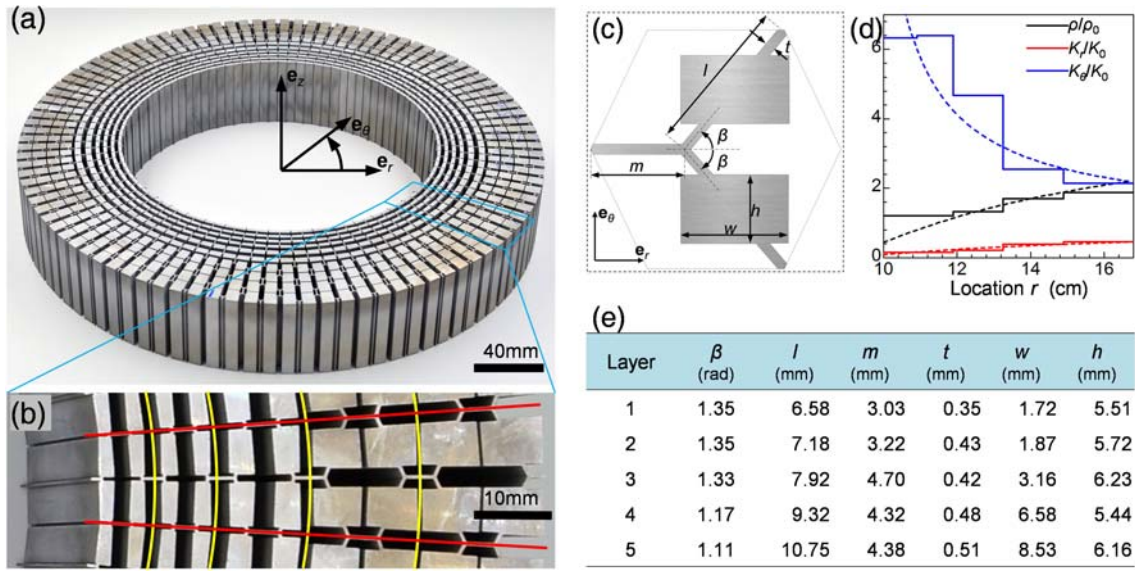 (a)
e_z
e_θ
e_r
40mm
(b)
10mm
(c)
t
l
β
β
m
h
w
e_θ
e_r
(d)
ρ/ρ₀
K_r/K₀
K_θ/K₀
6
4
2
0
10 12 14 16
Location r (cm)
(e)
Layer β l m t w h
(rad) (mm) (mm) (mm) (mm) (mm)
1 1.35 6.58 3.03 0.35 1.72 5.51
2 1.35 7.18 3.22 0.43 1.87 5.72
3 1.33 7.92 4.70 0.42 3.16 6.23
4 1.17 9.32 4.32 0.48 6.58 5.44
5 1.11 10.75 4.38 0.51 8.53 6.16